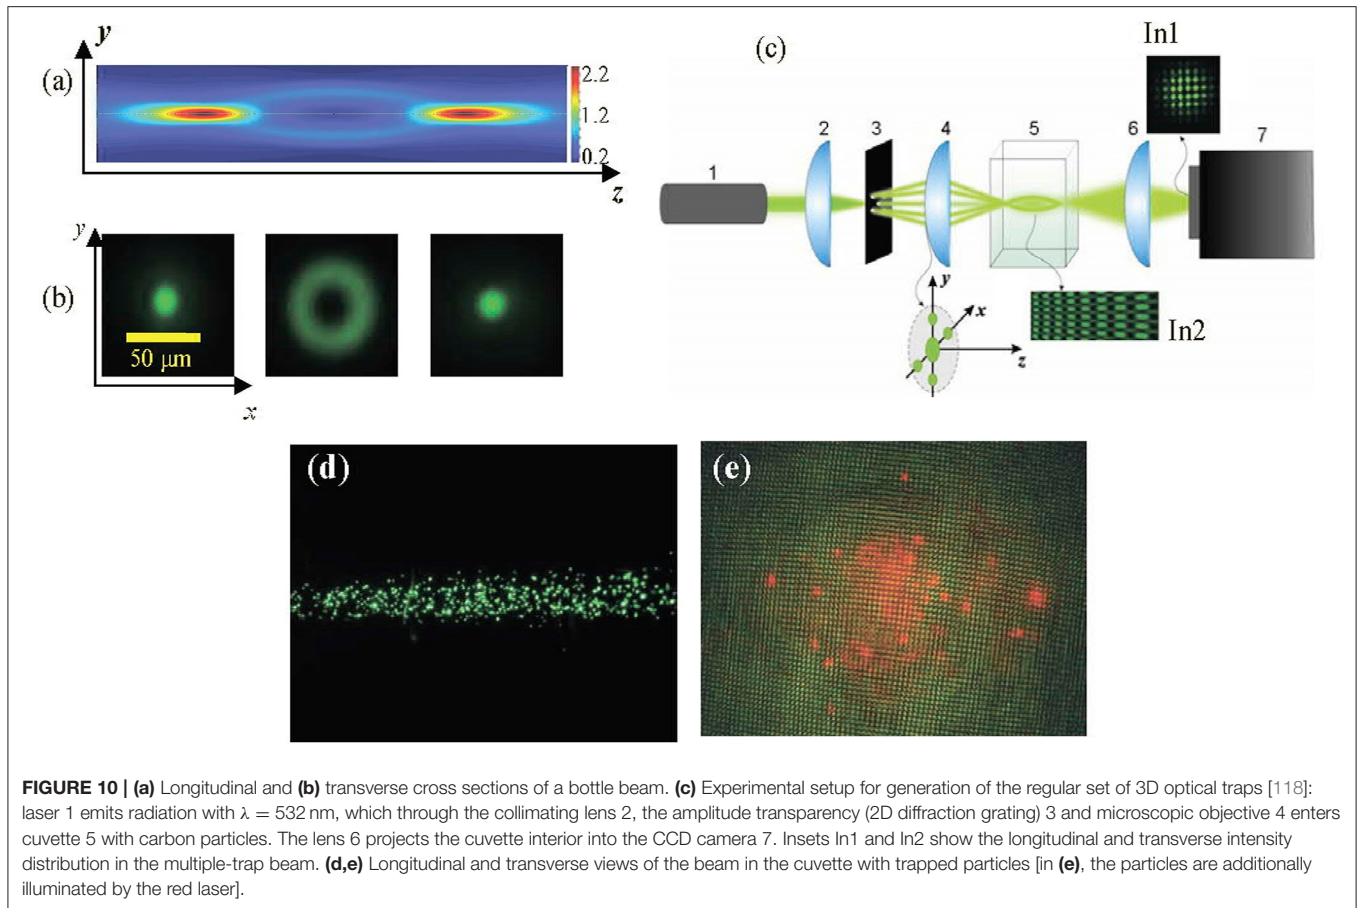 y
(a)
2.2
1.2
0.2
z
y
(b)
50 μm
x
(c)
In1
1
2
3
4
5
6
7
y
x
z
In2
(d)
(e)
FIGURE 10 | (a) Longitudinal and (b) transverse cross sections of a bottle beam. (c) Experimental setup for generation of the regular set of 3D optical traps [118]:
laser 1 emits radiation with λ = 532 nm, which through the collimating lens 2, the amplitude transparency (2D diffraction grating) 3 and microscopic objective 4 enters
cuvette 5 with carbon particles. The lens 6 projects the cuvette interior into the CCD camera 7. Insets In1 and In2 show the longitudinal and transverse intensity
distribution in the multiple-trap beam. (d,e) Longitudinal and transverse views of the beam in the cuvette with trapped particles [in (e), the particles are additionally
illuminated by the red laser].